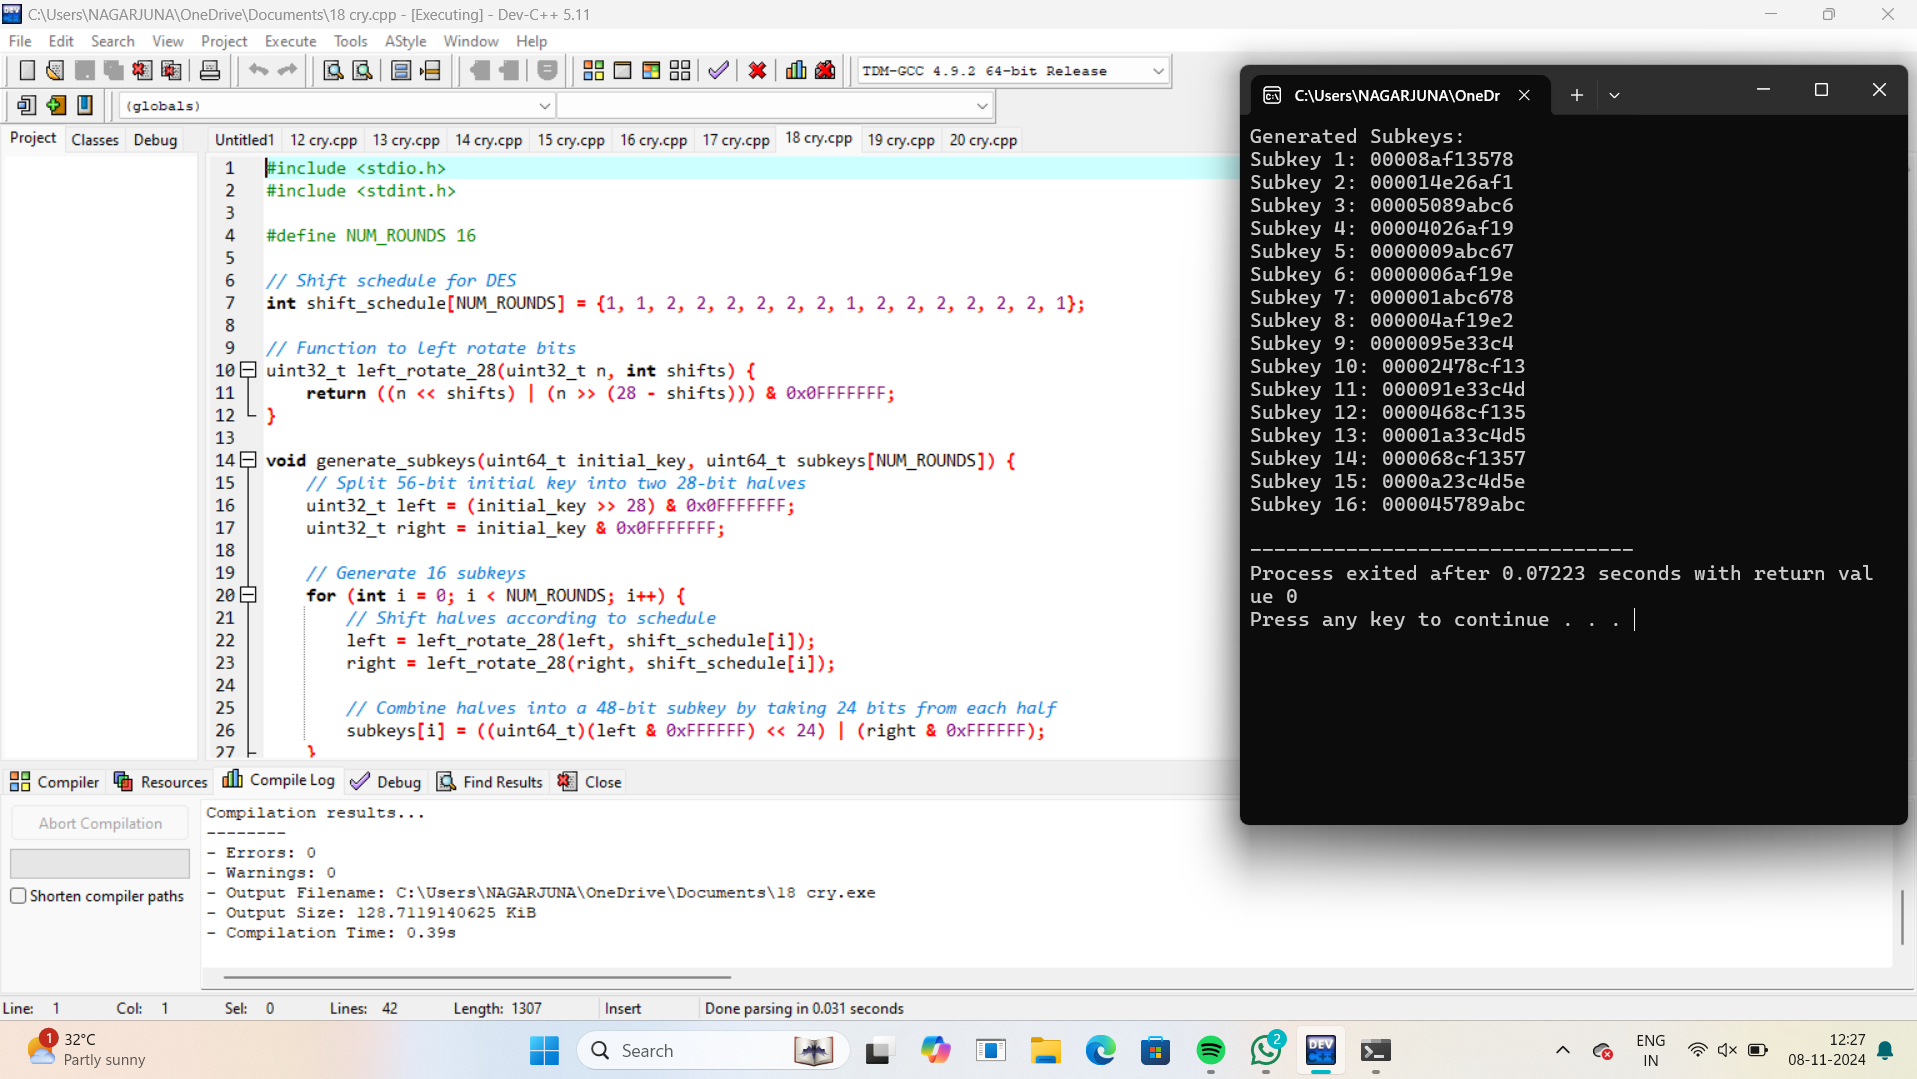 C:\Users\NAGARJUNA\OneDrive\Documents\18 cry.cpp - [Executing] - Dev-C++ 5.11
File Edit Search View Project Execute Tools AStyle Window Help
TDM-GCC 4.9.2 64-bit Release
(globals)
Project Classes Debug
Untitled1 12 cry.cpp 13 cry.cpp 14 cry.cpp 15 cry.cpp 16 cry.cpp 17 cry.cpp 18 cry.cpp 19 cry.cpp 20 cry.cpp
1 #include <stdio.h>
2 #include <stdint.h>
3
4 #define NUM_ROUNDS 16
5
6 // Shift schedule for DES
7 int shift_schedule[NUM_ROUNDS] = {1, 1, 2, 2, 2, 2, 2, 2, 1, 2, 2, 2, 2, 2, 2, 1};
8
9 // Function to left rotate bits
10 uint32_t left_rotate_28(uint32_t n, int shifts) {
11 return ((n << shifts) | (n >> (28 - shifts))) & 0x0FFFFFFF;
12 }
13
14 void generate_subkeys(uint64_t initial_key, uint64_t subkeys[NUM_ROUNDS]) {
15 // Split 56-bit initial key into two 28-bit halves
16 uint32_t left = (initial_key >> 28) & 0x0FFFFFFF;
17 uint32_t right = initial_key & 0x0FFFFFFF;
18
19 // Generate 16 subkeys
20 for (int i = 0; i < NUM_ROUNDS; i++) {
21 // Shift halves according to schedule
22 left = left_rotate_28(left, shift_schedule[i]);
23 right = left_rotate_28(right, shift_schedule[i]);
24
25 // Combine halves into a 48-bit subkey by taking 24 bits from each half
26 subkeys[i] = ((uint64_t)(left & 0xFFFFFF) << 24) | (right & 0xFFFFFF);
27 }
C:\Users\NAGARJUNA\OneDr
Generated Subkeys:
Subkey 1: 00008af13578
Subkey 2: 000014e26af1
Subkey 3: 00005089abc6
Subkey 4: 00004026af19
Subkey 5: 0000009abc67
Subkey 6: 0000006af19e
Subkey 7: 000001abc678
Subkey 8: 000004af19e2
Subkey 9: 0000095e33c4
Subkey 10: 00002478cf13
Subkey 11: 000091e33c4d
Subkey 12: 0000468cf135
Subkey 13: 00001a33c4d5
Subkey 14: 000068cf1357
Subkey 15: 0000a23c4d5e
Subkey 16: 000045789abc
--------------------------------
Process exited after 0.07223 seconds with return val
ue 0
Press any key to continue . . .
Compiler Resources Compile Log Debug Find Results Close
Abort Compilation
Shorten compiler paths
Compilation results...
--------
- Errors: 0
- Warnings: 0
- Output Filename: C:\Users\NAGARJUNA\OneDrive\Documents\18 cry.exe
- Output Size: 128.7119140625 KiB
- Compilation Time: 0.39s
Line: 1 Col: 1 Sel: 0 Lines: 42 Length: 1307 Insert Done parsing in 0.031 seconds
1
32°C
Partly sunny
Search
2
DEV
ENG
IN
12:27
08-11-2024